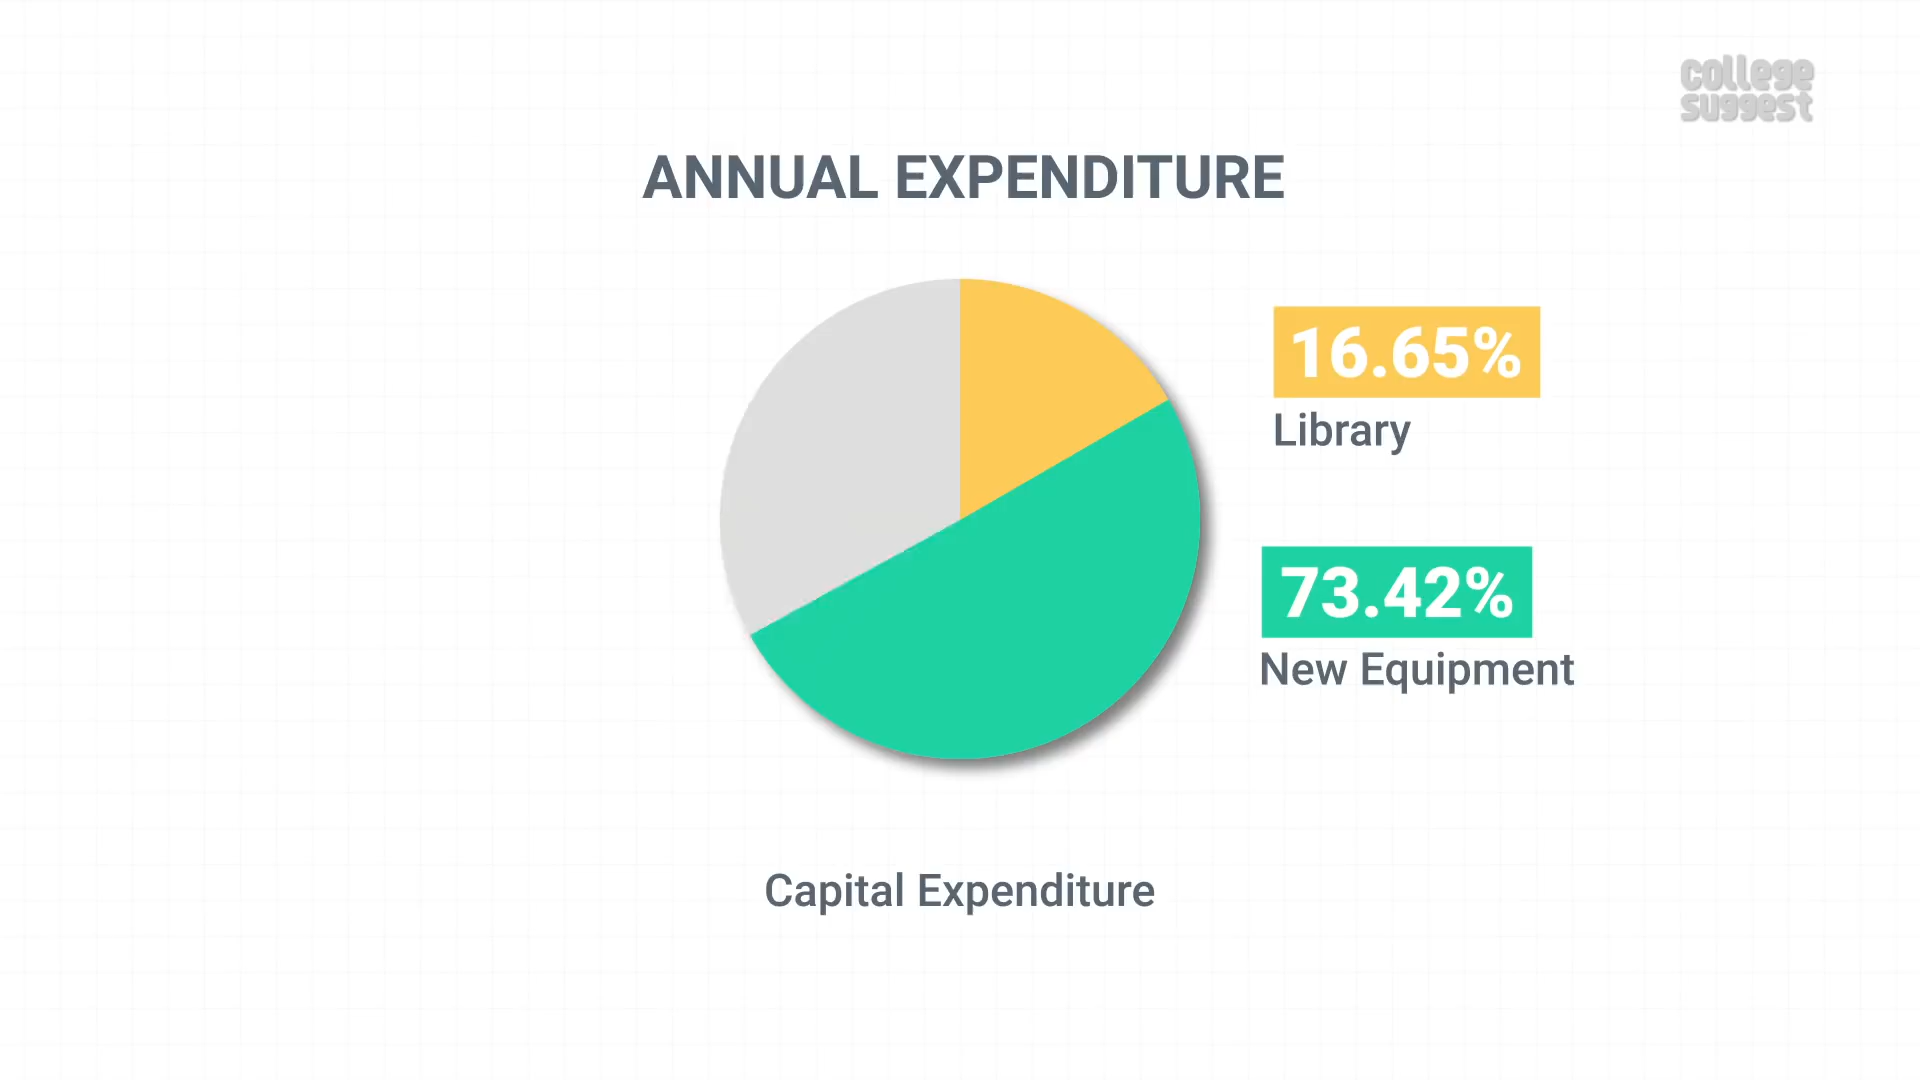 college
suggest
ANNUAL EXPENDITURE
16.65%
Library
73.42%
New Equipment
Capital Expenditure